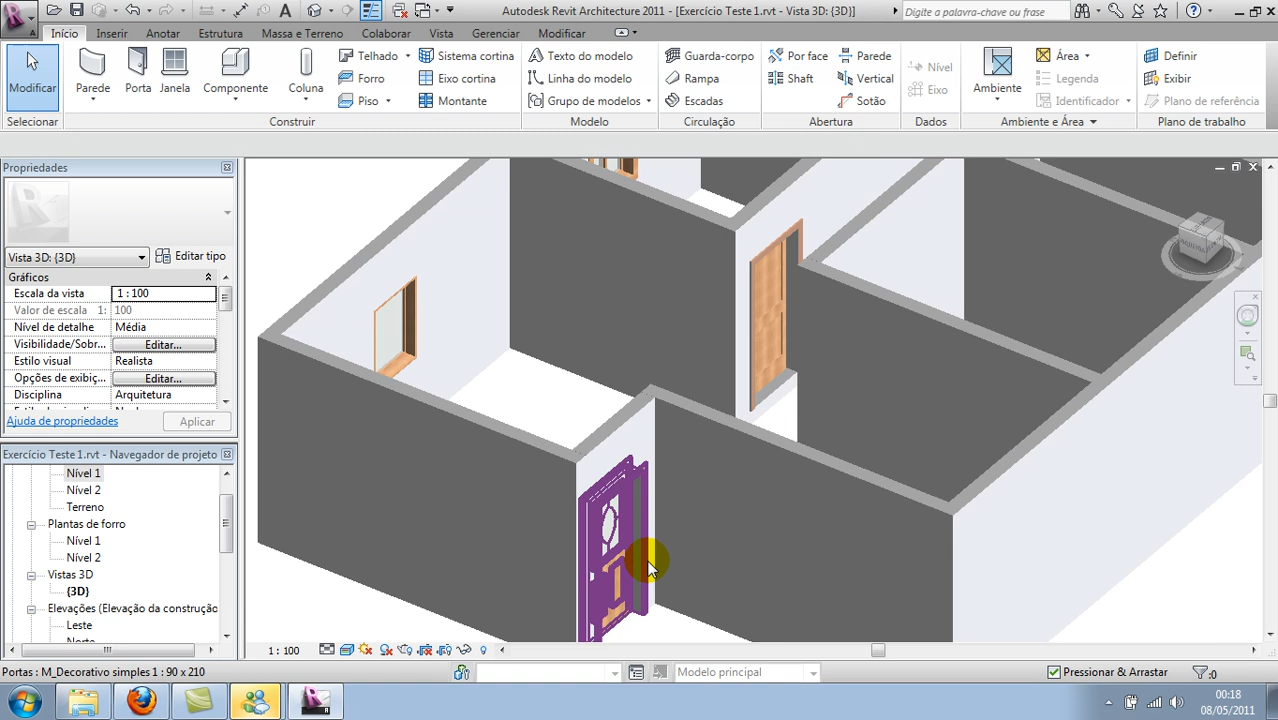 Autodesk Revit Architecture 2011 - [Exercício Teste 1.rvt - Vista 3D: {3D}]
Digite a palavra-chave ou frase
Início Inserir Anotar Estrutura Massa e Terreno Colaborar Vista Gerenciar Modificar
Modificar
Parede
Porta
Janela
Componente
Coluna
Telhado
Forro
Piso
Sistema cortina
Eixo cortina
Montante
Texto do modelo
Linha do modelo
Grupo de modelos
Guarda-corpo
Rampa
Escadas
Por face
Shaft
Parede
Vertical
Sotão
Nível
Eixo
Ambiente
Área
Legenda
Identificador
Definir
Exibir
Plano de referência
Selecionar Construir Modelo Circulação Abertura Dados Ambiente e Área Plano de trabalho
Propriedades
Vista 3D: {3D} Editar tipo
Gráficos
Escala da vista 1 : 100
Valor de escala 1: 100
Nível de detalhe Média
Visibilidade/Sobr... Editar...
Estilo visual Realista
Opções de exibiç... Editar...
Disciplina Arquitetura
Ajuda de propriedades Aplicar
Exercício Teste 1.rvt - Navegador de projeto
Nível 1
Nível 2
Terreno
Plantas de forro
Nível 1
Nível 2
Vistas 3D
{3D}
Elevações (Elevação da construção
Leste
1 : 100
Portas : M_Decorativo simples 1 : 90 x 210
Modelo principal
Pressionar & Arrastar
:0
00:18
08/05/2011